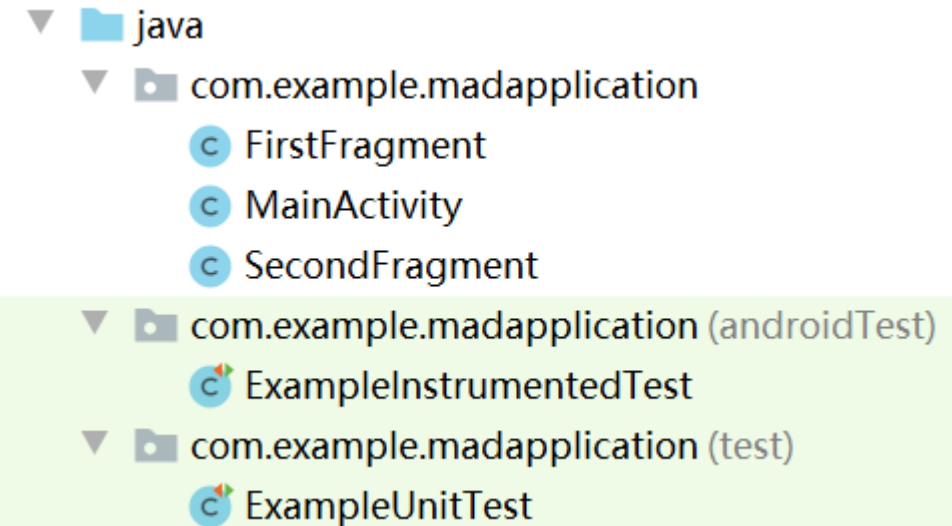 java
com.example.madapplication
C FirstFragment
C MainActivity
C SecondFragment
com.example.madapplication (androidTest)
C ExampleInstrumentedTest
com.example.madapplication (test)
C ExampleUnitTest